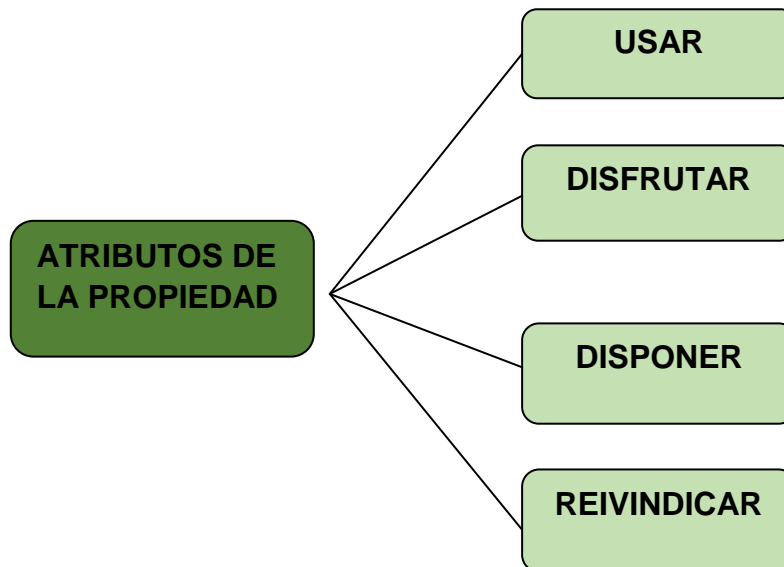 ATRIBUTOS DE
LA PROPIEDAD
USAR
DISFRUTAR
DISPONER
REIVINDICAR